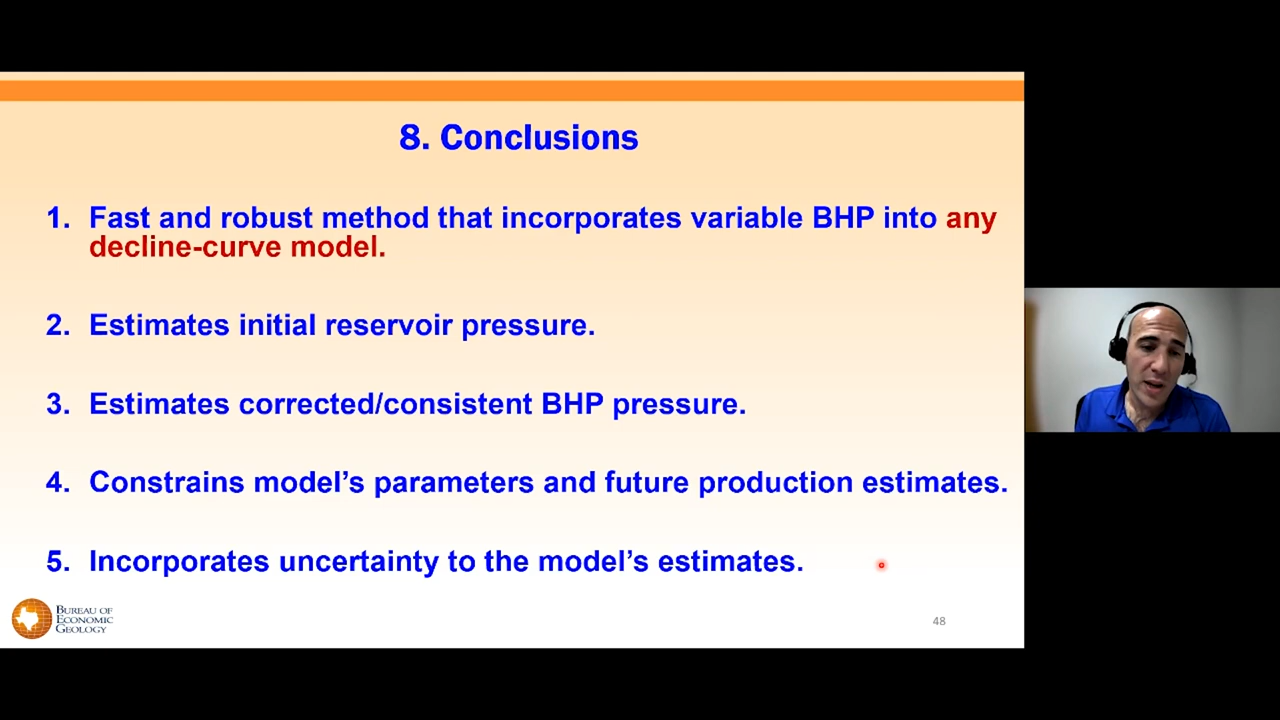 8. Conclusions
1. Fast and robust method that incorporates variable BHP into any
decline-curve model.
2. Estimates initial reservoir pressure.
3. Estimates corrected/consistent BHP pressure.
4. Constrains model’s parameters and future production estimates.
5. Incorporates uncertainty to the model’s estimates.
BUREAU OF
ECONOMIC
GEOLOGY
48